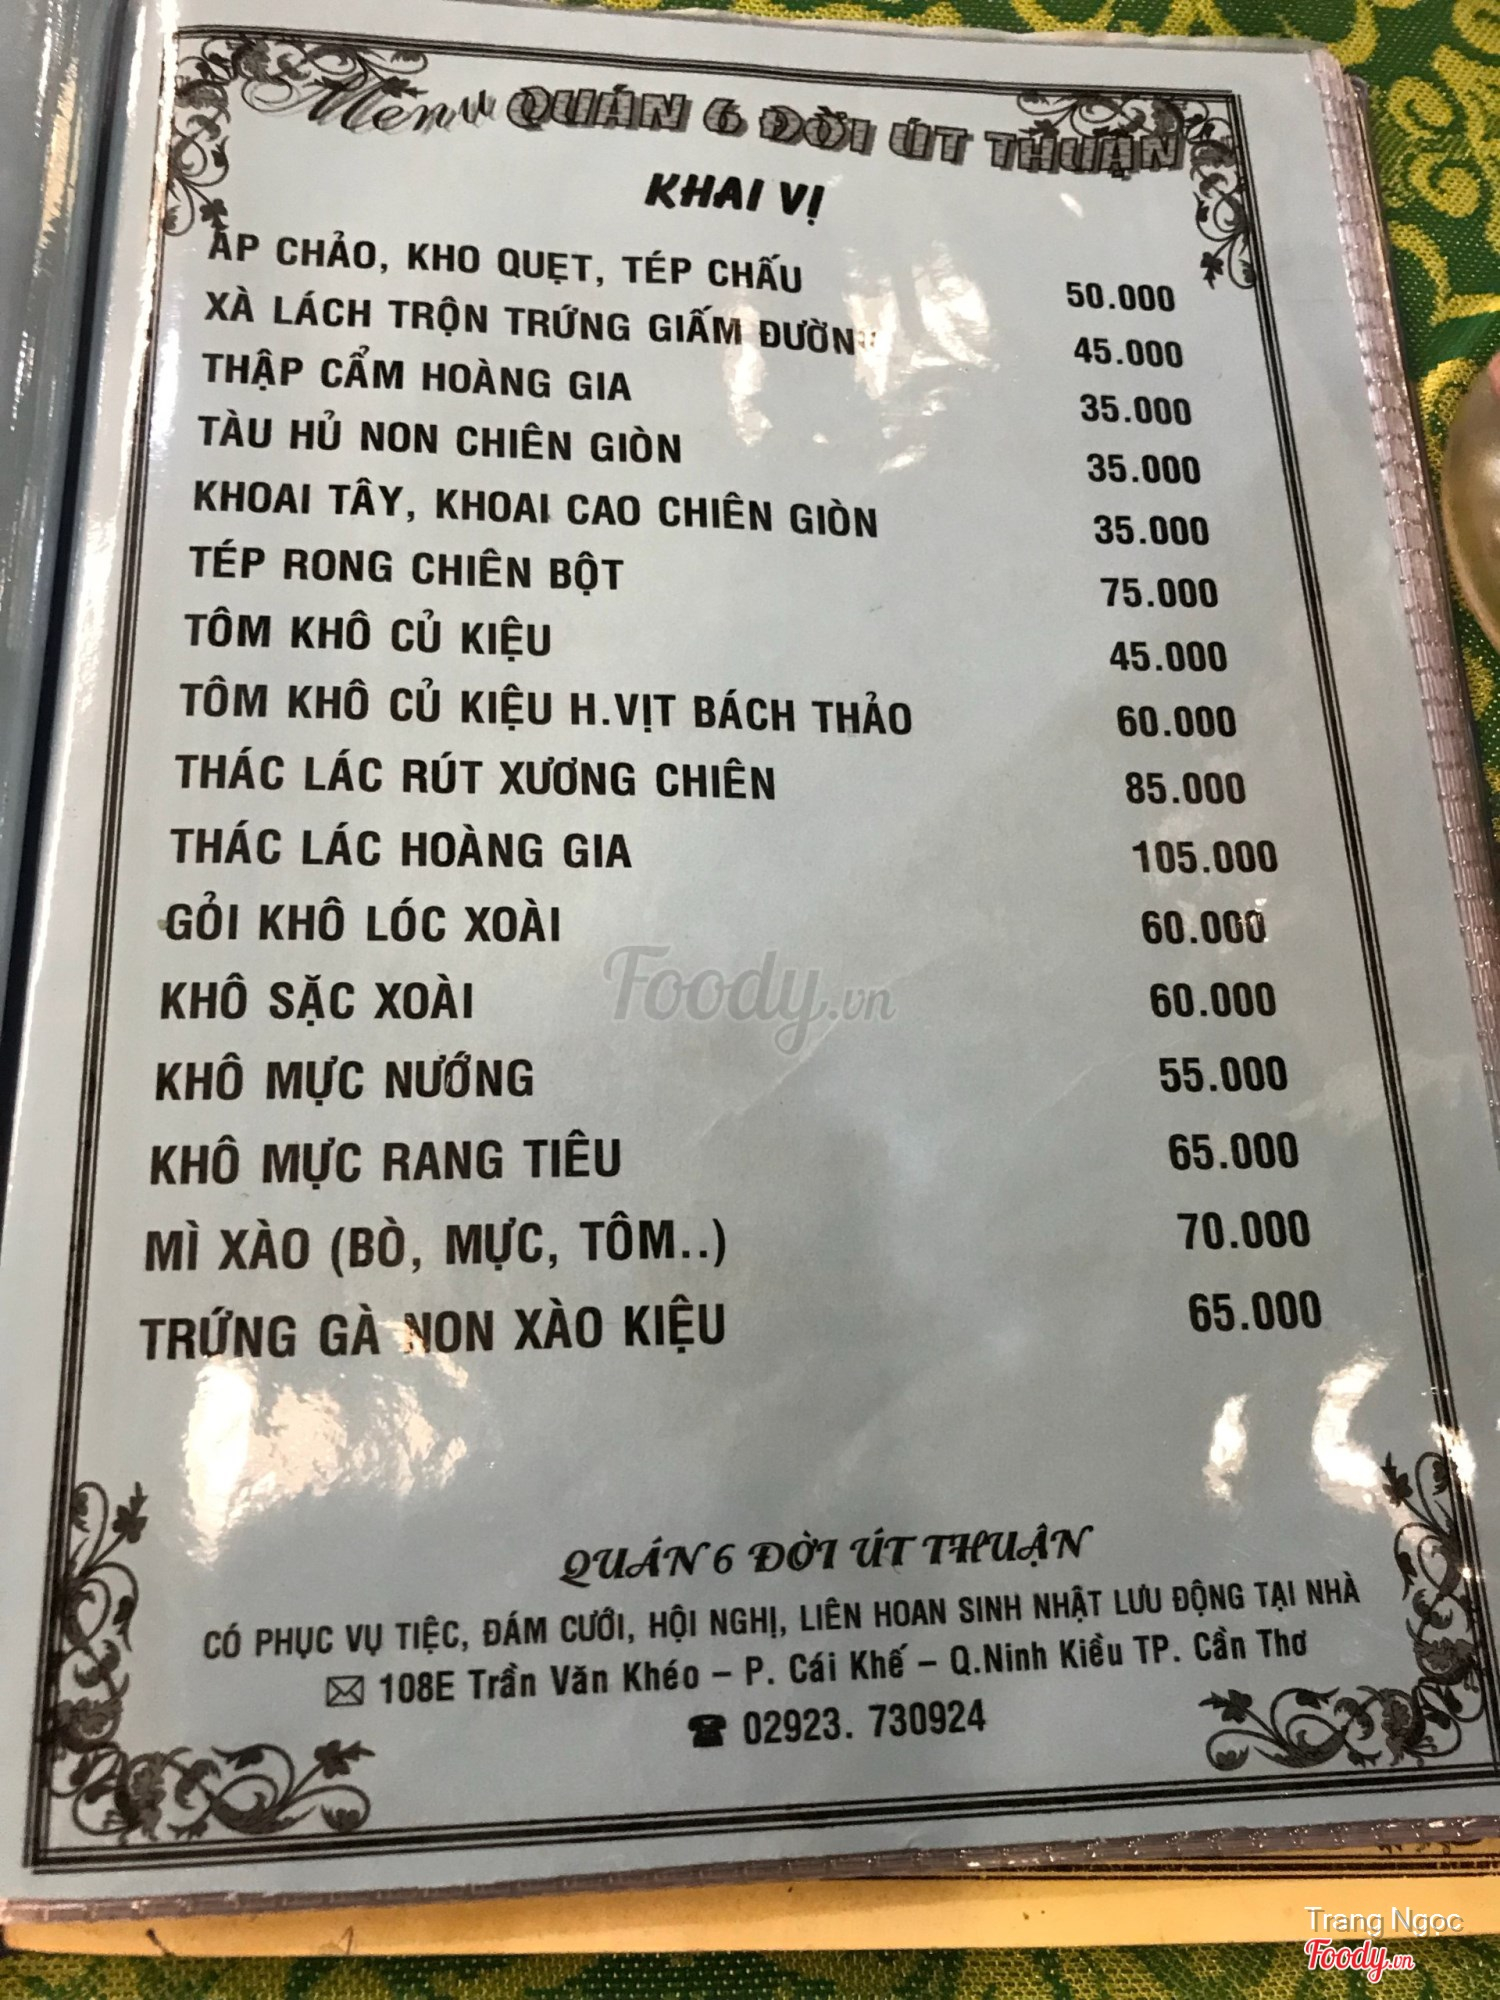 Menu QUÁN 6 ĐỜI ÚT THUẬN
KHAI VỊ
ÁP CHẢO, KHO QUẸT, TÉP CHẤU 50.000
XÀ LÁCH TRỘN TRỨNG GIẤM ĐƯỜNG 45.000
THẬP CẨM HOÀNG GIA 35.000
TÀU HỦ NON CHIÊN GIÒN 35.000
KHOAI TÂY, KHOAI CAO CHIÊN GIÒN 35.000
TÉP RONG CHIÊN BỘT 75.000
TÔM KHÔ CỦ KIỆU 45.000
TÔM KHÔ CỦ KIỆU H.VỊT BÁCH THẢO 60.000
THÁC LÁC RÚT XƯƠNG CHIÊN 85.000
THÁC LÁC HOÀNG GIA 105.000
GỎI KHÔ LÓC XOÀI 60.000
KHÔ SẶC XOÀI 60.000
KHÔ MỰC NƯỚNG 55.000
KHÔ MỰC RANG TIÊU 65.000
MÌ XÀO (BÒ, MỰC, TÔM..) 70.000
TRỨNG GÀ NON XÀO KIỆU 65.000
Foody.vn
QUÁN 6 ĐỜI ÚT THUẬN
CÓ PHỤC VỤ TIỆC, ĐÁM CƯỚI, HỘI NGHỊ, LIÊN HOAN SINH NHẬT LƯU ĐỘNG TẠI NHÀ
108E Trần Văn Khéo – P. Cái Khế – Q.Ninh Kiều TP. Cần Thơ
02923. 730924
Trang Ngọc
Foody.vn